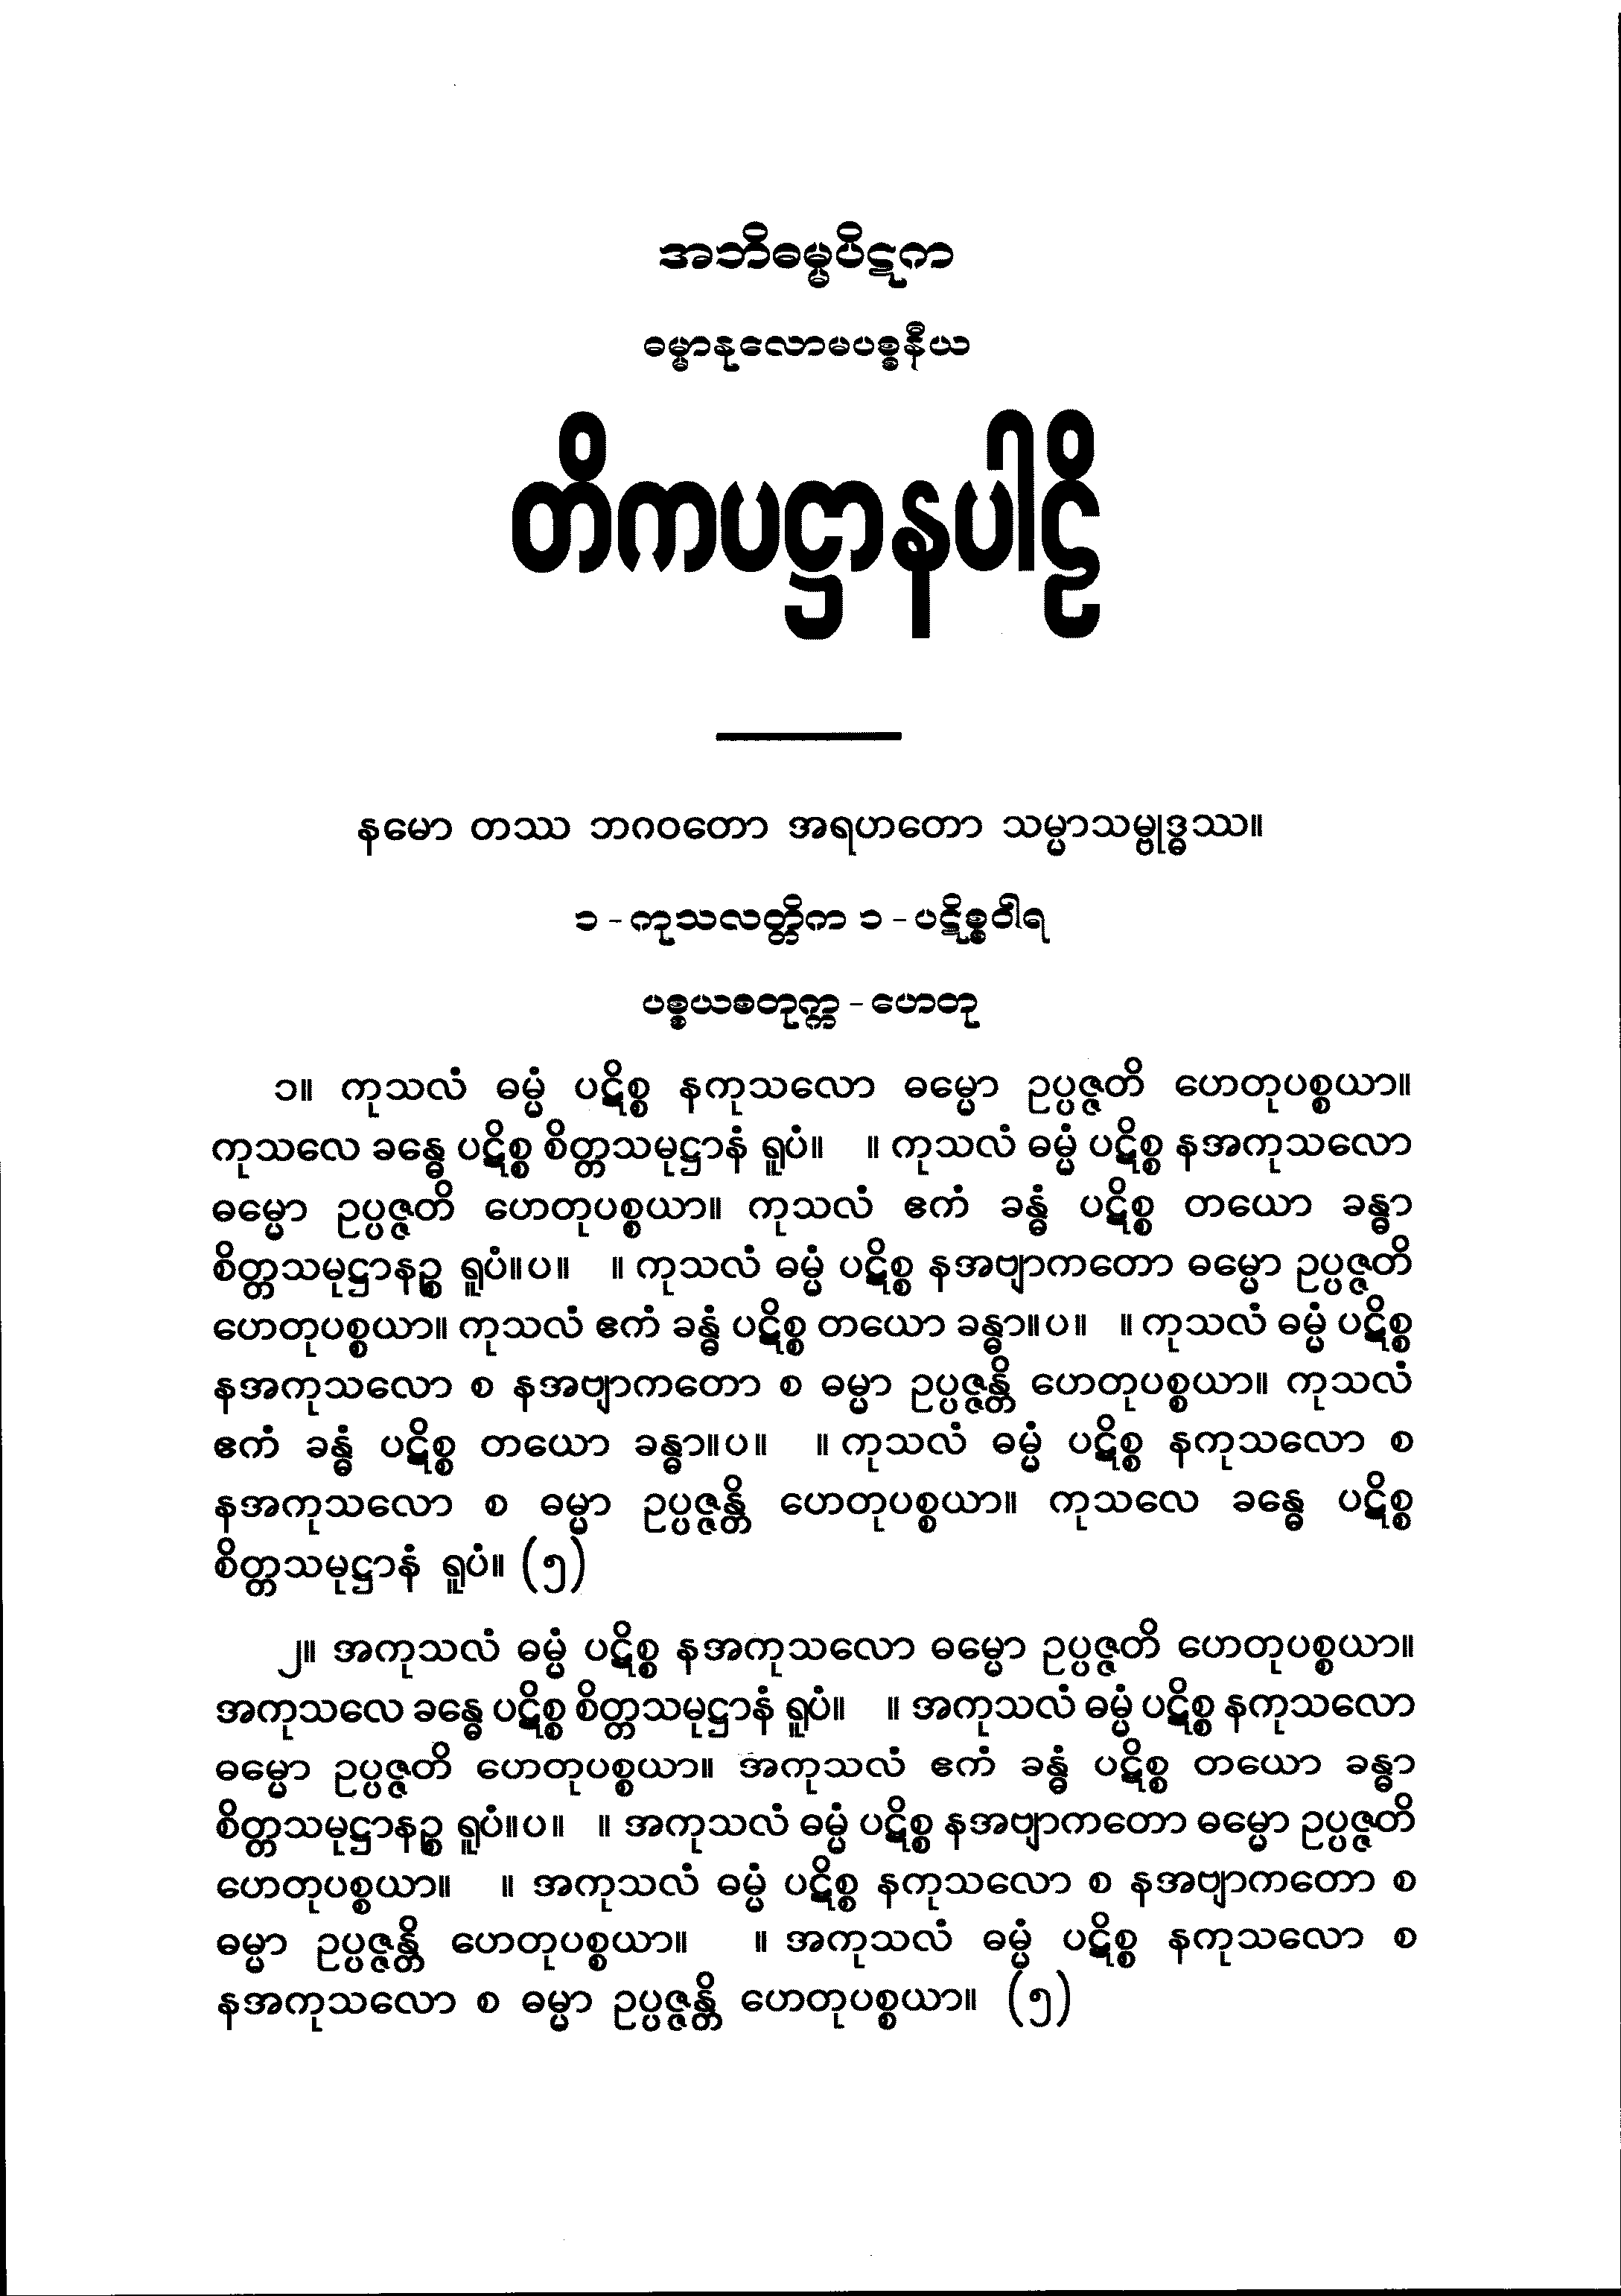 အဘိဓမ္မပိဋက
ဓမ္မာနုလောမပစ္စနီယ
တိကပဋ္ဌာနပါဠိ
နမော တဿ ဘဂဝတော အရဟတော သမ္မာသမ္ဗုဒ္ဓဿ။
၁ - ကုသလတ္တိက ၁ - ပဋိစ္စဝါရ
ပစ္စယစတုက္က - ဟေတု
၁။ ကုသလံ ဓမ္မံ ပဋိစ္စ နကုသလော ဓမ္မော ဥပ္ပဇ္ဇတိ ဟေတုပစ္စယာ။
ကုသလေ ခန္ဓေ ပဋိစ္စ စိတ္တသမုဋ္ဌာနံ ရူပံ။ ။ ကုသလံ ဓမ္မံ ပဋိစ္စ နအကုသလော
ဓမ္မော ဥပ္ပဇ္ဇတိ ဟေတုပစ္စယာ။ ကုသလံ ဧကံ ခန္ဓံ ပဋိစ္စ တယော ခန္ဓာ
စိတ္တသမုဋ္ဌာနဉ္စ ရူပံ။ပ။ ။ ကုသလံ ဓမ္မံ ပဋိစ္စ နအဗျာကတော ဓမ္မော ဥပ္ပဇ္ဇတိ
ဟေတုပစ္စယာ။ ကုသလံ ဧကံ ခန္ဓံ ပဋိစ္စ တယော ခန္ဓာ။ပ။ ။ ကုသလံ ဓမ္မံ ပဋိစ္စ
နအကုသလော စ နအဗျာကတော စ ဓမ္မာ ဥပ္ပဇ္ဇန္တိ ဟေတုပစ္စယာ။ ကုသလံ
ဧကံ ခန္ဓံ ပဋိစ္စ တယော ခန္ဓာ။ပ။ ။ ကုသလံ ဓမ္မံ ပဋိစ္စ နကုသလော စ
နအကုသလော စ ဓမ္မာ ဥပ္ပဇ္ဇန္တိ ဟေတုပစ္စယာ။ ကုသလေ ခန္ဓေ ပဋိစ္စ
စိတ္တသမုဋ္ဌာနံ ရူပံ။ (၅)
၂။ အကုသလံ ဓမ္မံ ပဋိစ္စ နအကုသလော ဓမ္မော ဥပ္ပဇ္ဇတိ ဟေတုပစ္စယာ။
အကုသလေ ခန္ဓေ ပဋိစ္စ စိတ္တသမုဋ္ဌာနံ ရူပံ။ ။ အကုသလံ ဓမ္မံ ပဋိစ္စ နကုသလော
ဓမ္မော ဥပ္ပဇ္ဇတိ ဟေတုပစ္စယာ။ အကုသလံ ဧကံ ခန္ဓံ ပဋိစ္စ တယော ခန္ဓာ
စိတ္တသမုဋ္ဌာနဉ္စ ရူပံ။ပ။ ။ အကုသလံ ဓမ္မံ ပဋိစ္စ နအဗျာကတော ဓမ္မော ဥပ္ပဇ္ဇတိ
ဟေတုပစ္စယာ။ ။ အကုသလံ ဓမ္မံ ပဋိစ္စ နကုသလော စ နအဗျာကတော စ
ဓမ္မာ ဥပ္ပဇ္ဇန္တိ ဟေတုပစ္စယာ။ ။ အကုသလံ ဓမ္မံ ပဋိစ္စ နကုသလော စ
နအကုသလော စ ဓမ္မာ ဥပ္ပဇ္ဇန္တိ ဟေတုပစ္စယာ။ (၅)